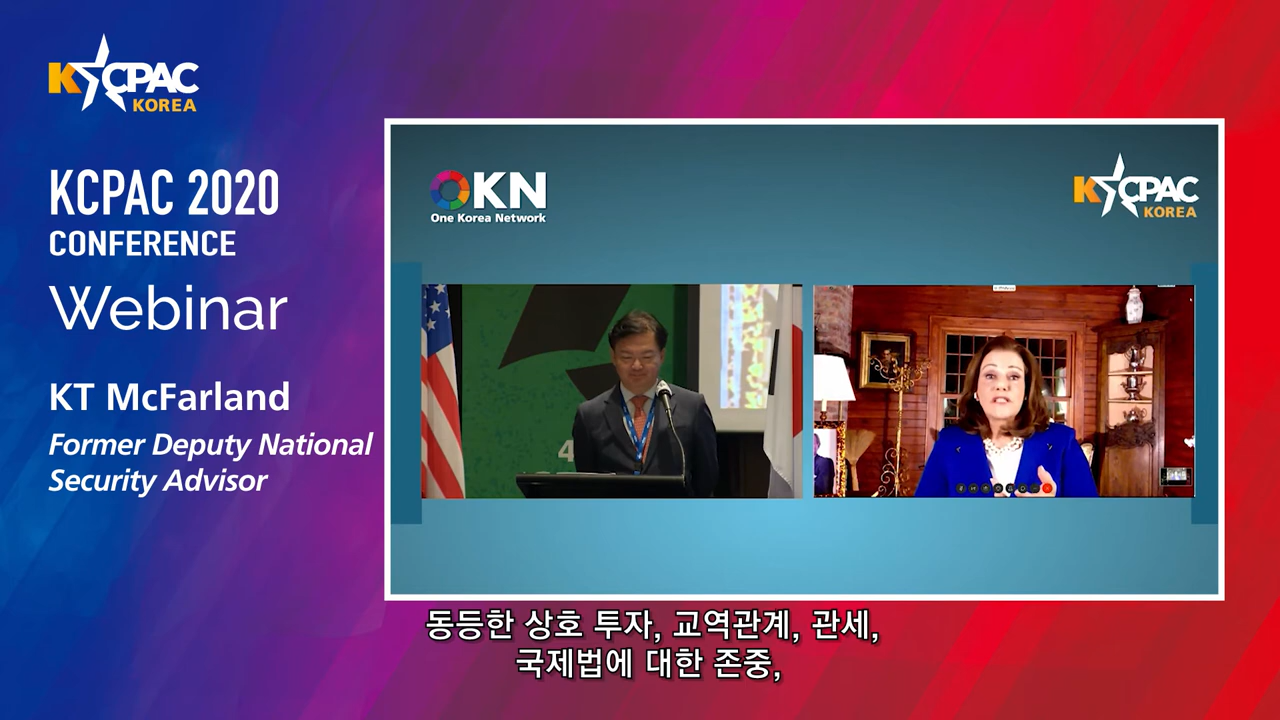 KCPAC
KOREA
KCPAC 2020
CONFERENCE
Webinar
KT McFarland
Former Deputy National
Security Advisor
OKN
One Korea Network
KCPAC
KOREA
4
동등한 상호 투자, 교역관계, 관세,
국제법에 대한 존중,